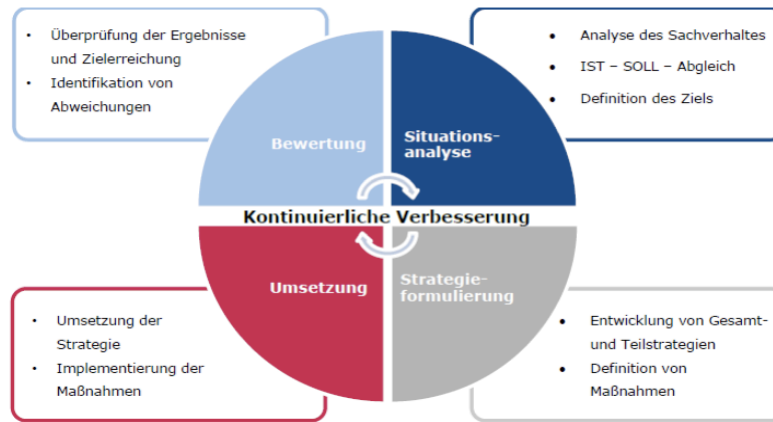 • Überprüfung der Ergebnisse
und Zielerreichung
• Identifikation von
Abweichungen
• Analyse des Sachverhaltes
• IST – SOLL – Abgleich
• Definition des Ziels
Bewertung
Situations-
analyse
Kontinuierliche Verbesserung
Umsetzung
Strategie-
formulierung
• Umsetzung der
Strategie
• Implementierung der
Maßnahmen
• Entwicklung von Gesamt-
und Teilstrategien
• Definition von
Maßnahmen